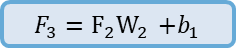 F₃ = F₂W₂ +b₁